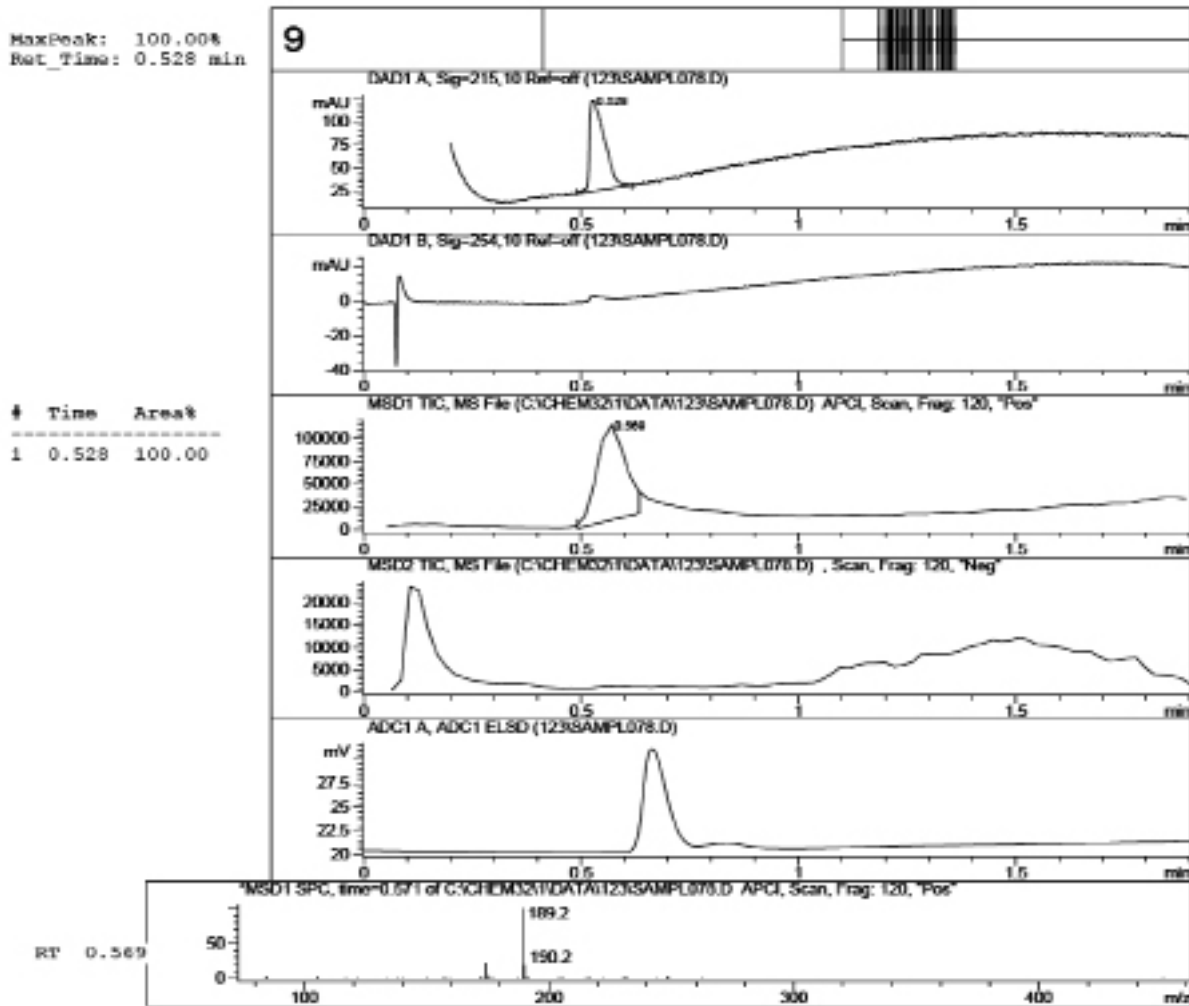 MaxPeak: 100.00%
Ret_Time: 0.528 min
9
DAD1 A, Sig=215,10 Ref=off (123\SAMPL078.D)
mAU
100
75
50
25
0.528
0 0.5 1 1.5 min
DAD1 B, Sig=254,10 Ref=off (123\SAMPL078.D)
mAU
0
-20
-40
0 0.5 1 1.5 min
# Time Area%
1 0.528 100.00
MSD1 TIC, MS File (C:\CHEM32\1\DATA\123\SAMPL078.D) APCI, Scan, Frag: 120, "Pos"
100000
75000
50000
25000
0
0.569
0 0.5 1 1.5 min
MSD2 TIC, MS File (C:\CHEM32\1\DATA\123\SAMPL078.D) , Scan, Frag: 120, "Neg"
20000
15000
10000
5000
0
0 0.5 1 1.5 min
ADC1 A, ADC1 ELSD (123\SAMPL078.D)
mV
27.5
25
22.5
20
0 0.5 1 1.5 min
*MSD1 SPC, time=0.571 of C:\CHEM32\1\DATA\123\SAMPL078.D APCI, Scan, Frag: 120, "Pos"
RT 0.569
50
0
189.2
190.2
100 200 300 400 m/z